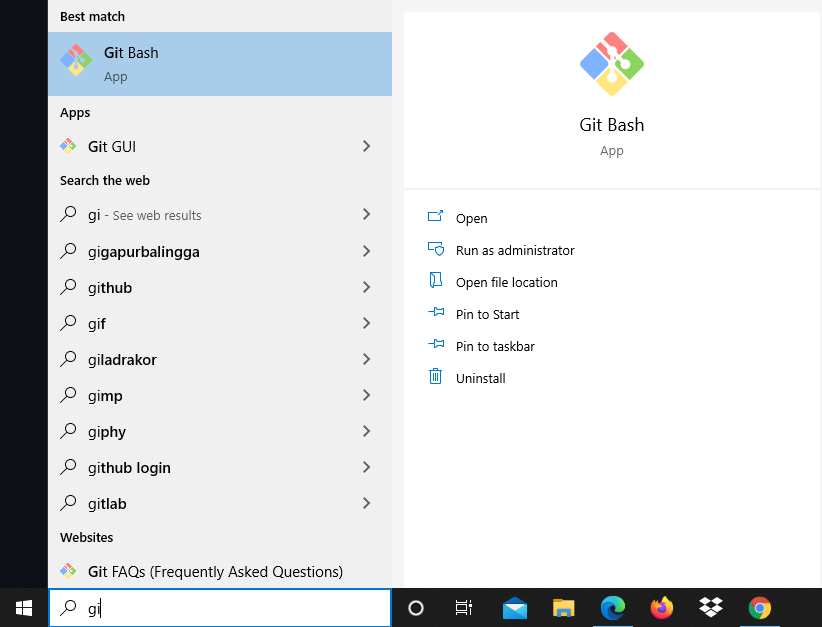 Best match
Git Bash
App
Apps
Git GUI
Search the web
gi - See web results
gigapurbalingga
github
gif
giladrakor
gimp
giphy
github login
gitlab
Websites
Git FAQs (Frequently Asked Questions)
gi
Git Bash
App
Open
Run as administrator
Open file location
Pin to Start
Pin to taskbar
Uninstall